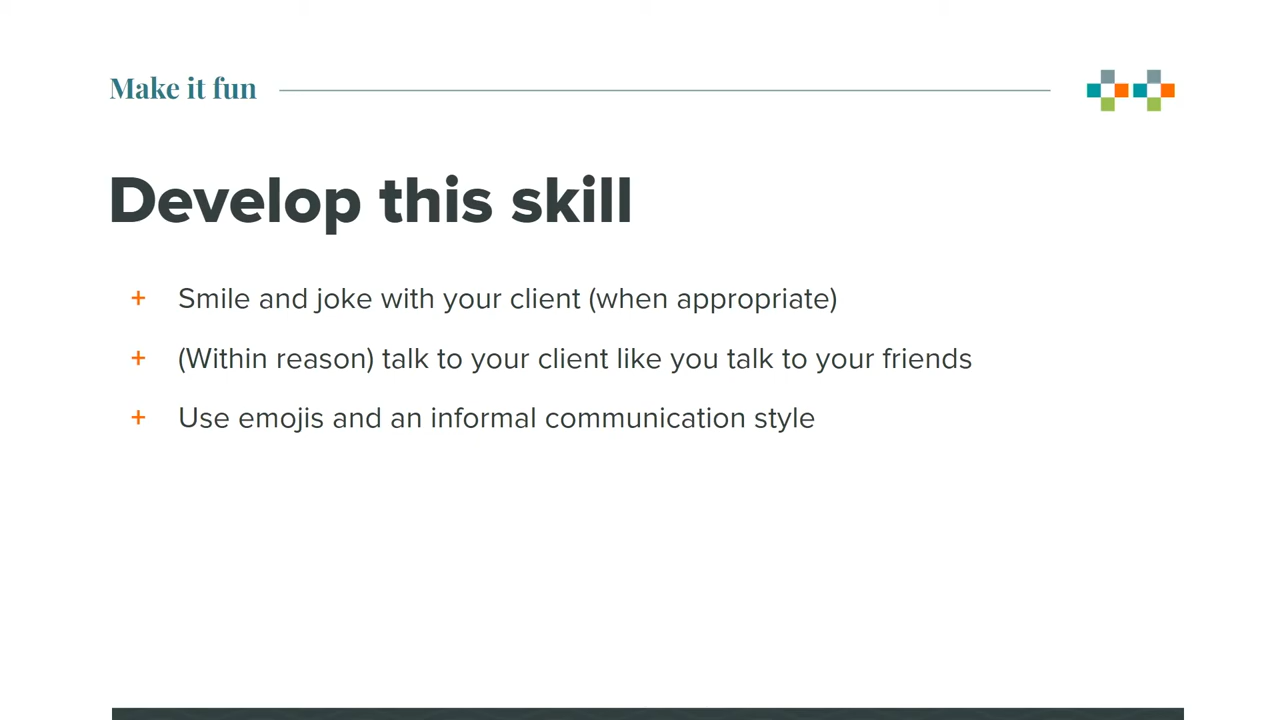 Make it fun
Develop this skill
+ Smile and joke with your client (when appropriate)
+ (Within reason) talk to your client like you talk to your friends
+ Use emojis and an informal communication style